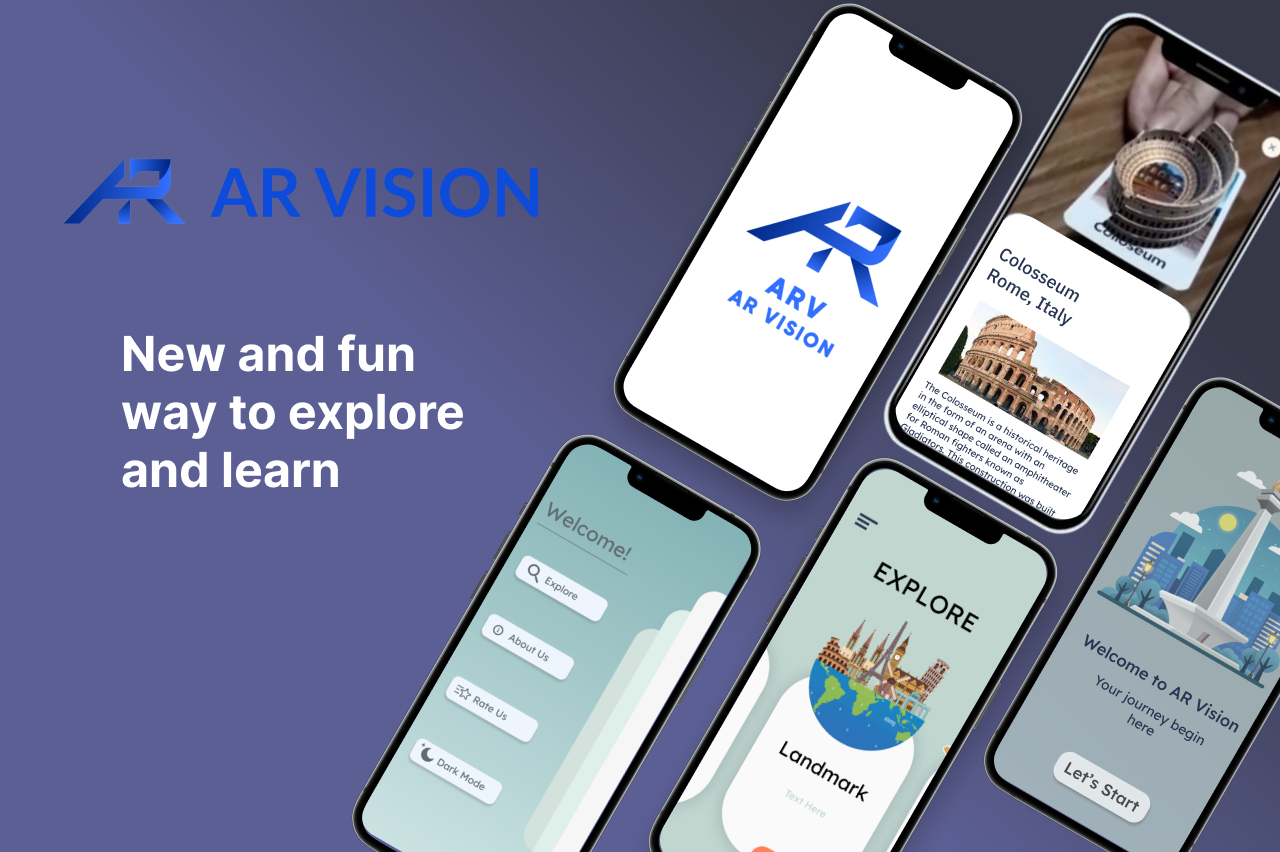 AR VISION
New and fun
way to explore
and learn
ARV
AR VISION
Colosseum
Colosseum
Rome, Italy
The Colosseum is a historical heritage
in the form of an arena with an
elliptical shape called an amphitheater
for Roman fighters known as
Gladiators. This construction was built
Welcome!
Explore
About Us
Rate Us
Dark Mode
EXPLORE
Landmark
Text Here
Welcome to AR Vision
Your journey begin
here
Let's Start